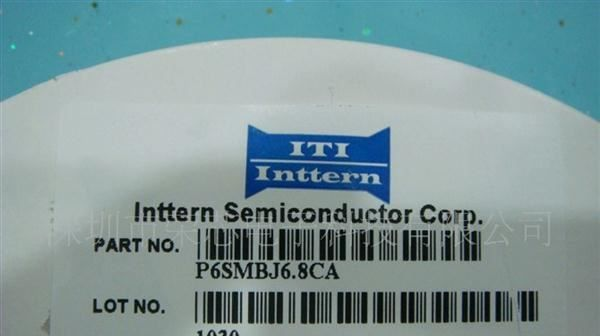 ITI
Inttern
Inttern Semiconductor Corp.
PART NO.
P6SMBJ6.8CA
LOT NO.